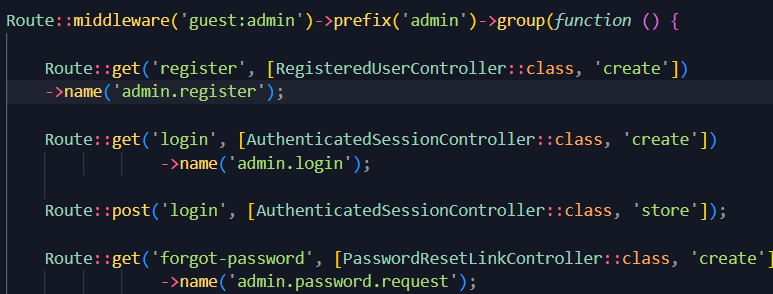 Route::middleware('guest:admin')->prefix('admin')->group(function () {
Route::get('register', [RegisteredUserController::class, 'create'])
->name('admin.register');
Route::get('login', [AuthenticatedSessionController::class, 'create'])
->name('admin.login');
Route::post('login', [AuthenticatedSessionController::class, 'store']);
Route::get('forgot-password', [PasswordResetLinkController::class, 'create']
->name('admin.password.request');